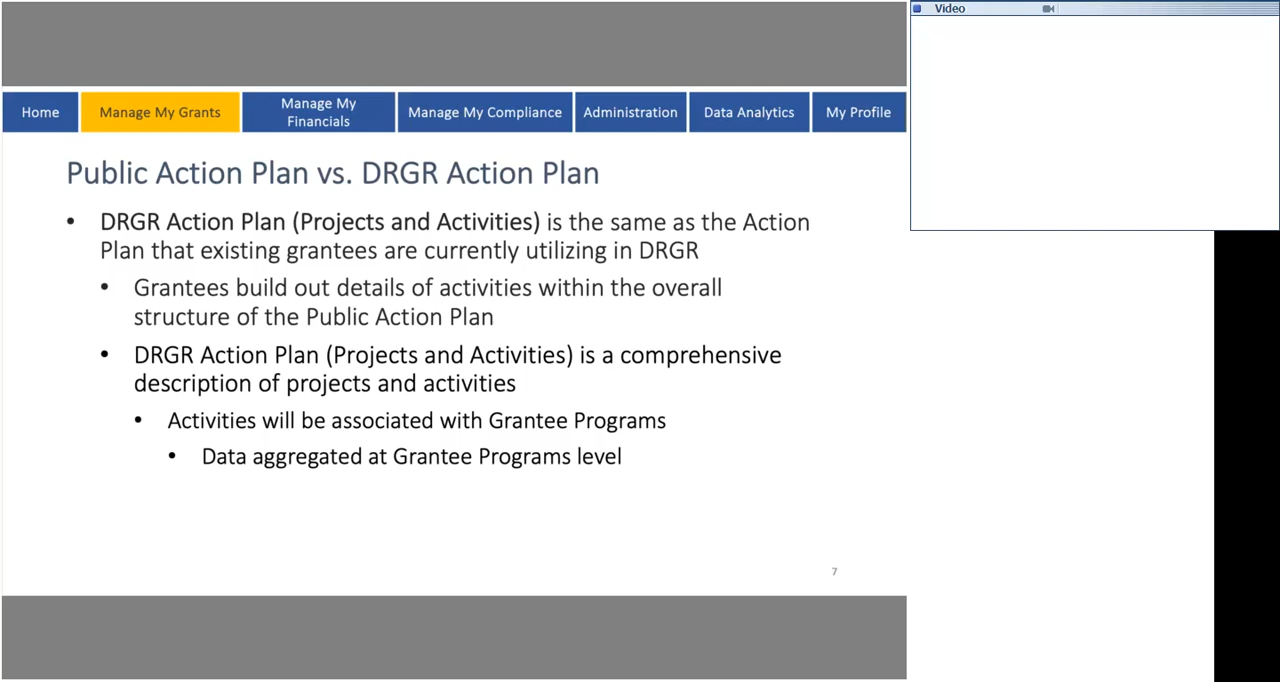 Video
Home
Manage My Grants
Manage My
Financials
Manage My Compliance
Administration
Data Analytics
My Profile
Public Action Plan vs. DRGR Action Plan
• DRGR Action Plan (Projects and Activities) is the same as the Action
Plan that existing grantees are currently utilizing in DRGR
• Grantees build out details of activities within the overall
structure of the Public Action Plan
• DRGR Action Plan (Projects and Activities) is a comprehensive
description of projects and activities
• Activities will be associated with Grantee Programs
• Data aggregated at Grantee Programs level
7